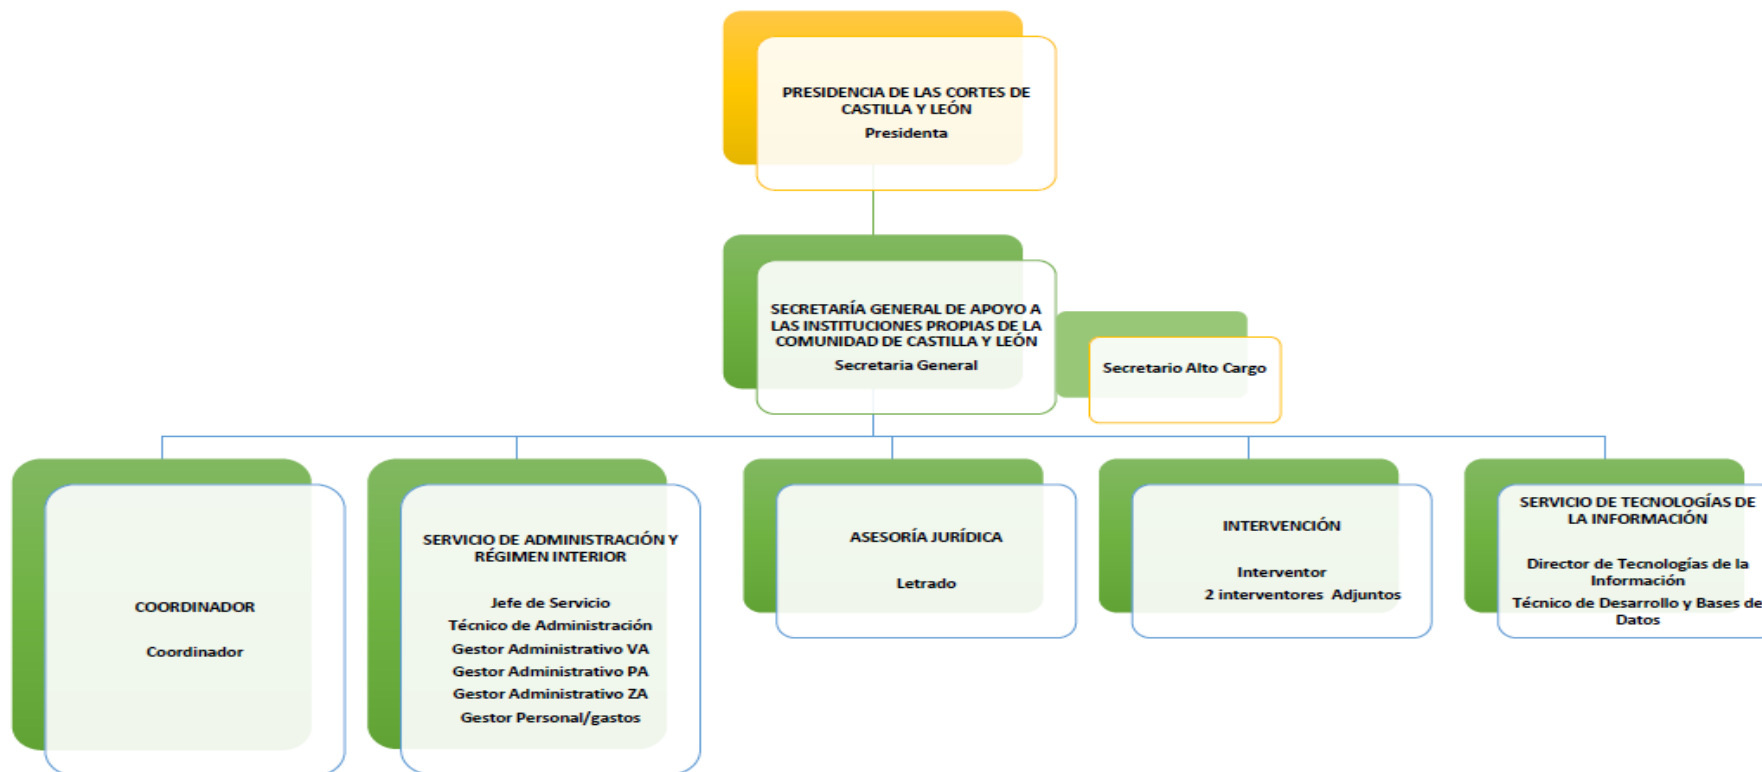 PRESIDENCIA DE LAS CORTES DE
CASTILLA Y LEÓN
Presidenta
SECRETARÍA GENERAL DE APOYO A
LAS INSTITUCIONES PROPIAS DE LA
COMUNIDAD DE CASTILLA Y LEÓN
Secretaria General
Secretario Alto Cargo
COORDINADOR
Coordinador
SERVICIO DE ADMINISTRACIÓN Y
RÉGIMEN INTERIOR
Jefe de Servicio
Técnico de Administración
Gestor Administrativo VA
Gestor Administrativo PA
Gestor Administrativo ZA
Gestor Personal/gastos
ASESORÍA JURÍDICA
Letrado
INTERVENCIÓN
Interventor
2 interventores Adjuntos
SERVICIO DE TECNOLOGÍAS DE
LA INFORMACIÓN
Director de Tecnologías de la
Información
Técnico de Desarrollo y Bases de
Datos